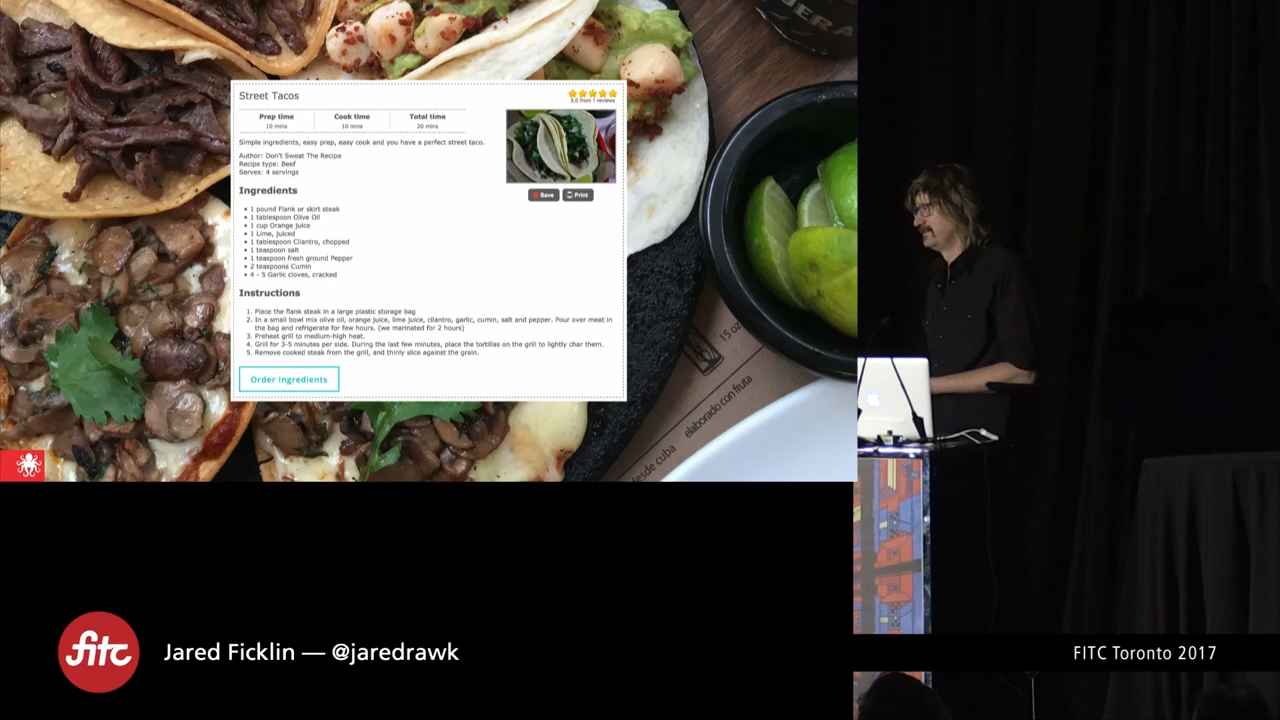 Street Tacos
5.0 from 1 reviews
Prep time
10 mins
Cook time
10 mins
Total time
20 mins
Simple ingredients, easy prep, easy cook and you have a perfect street taco.
Author: Don't Sweat The Recipe
Recipe type: Beef
Serves: 4 servings
Save
Print
Ingredients
1 pound Flank or skirt steak
1 tablespoon Olive Oil
1 cup Orange juice
1 Lime, juiced
1 tablespoon Cilantro, chopped
1 teaspoon salt
1 teaspoon fresh ground Pepper
2 teaspoons Cumin
4 - 5 Garlic cloves, cracked
Instructions
1. Place the flank steak in a large plastic storage bag
2. In a small bowl mix olive oil, orange juice, lime juice, cilantro, garlic, cumin, salt and pepper. Pour over meat in
the bag and refrigerate for few hours. (we marinated for 2 hours)
3. Preheat grill to medium-high heat.
4. Grill for 3-5 minutes per side. During the last few minutes, place the tortillas on the grill to lightly char them.
5. Remove cooked steak from the grill, and thinly slice against the grain.
Order ingredients
15 oz
elaborado con fruta
desde cuba
fitc
Jared Ficklin — @jaredrawk
FITC Toronto 2017